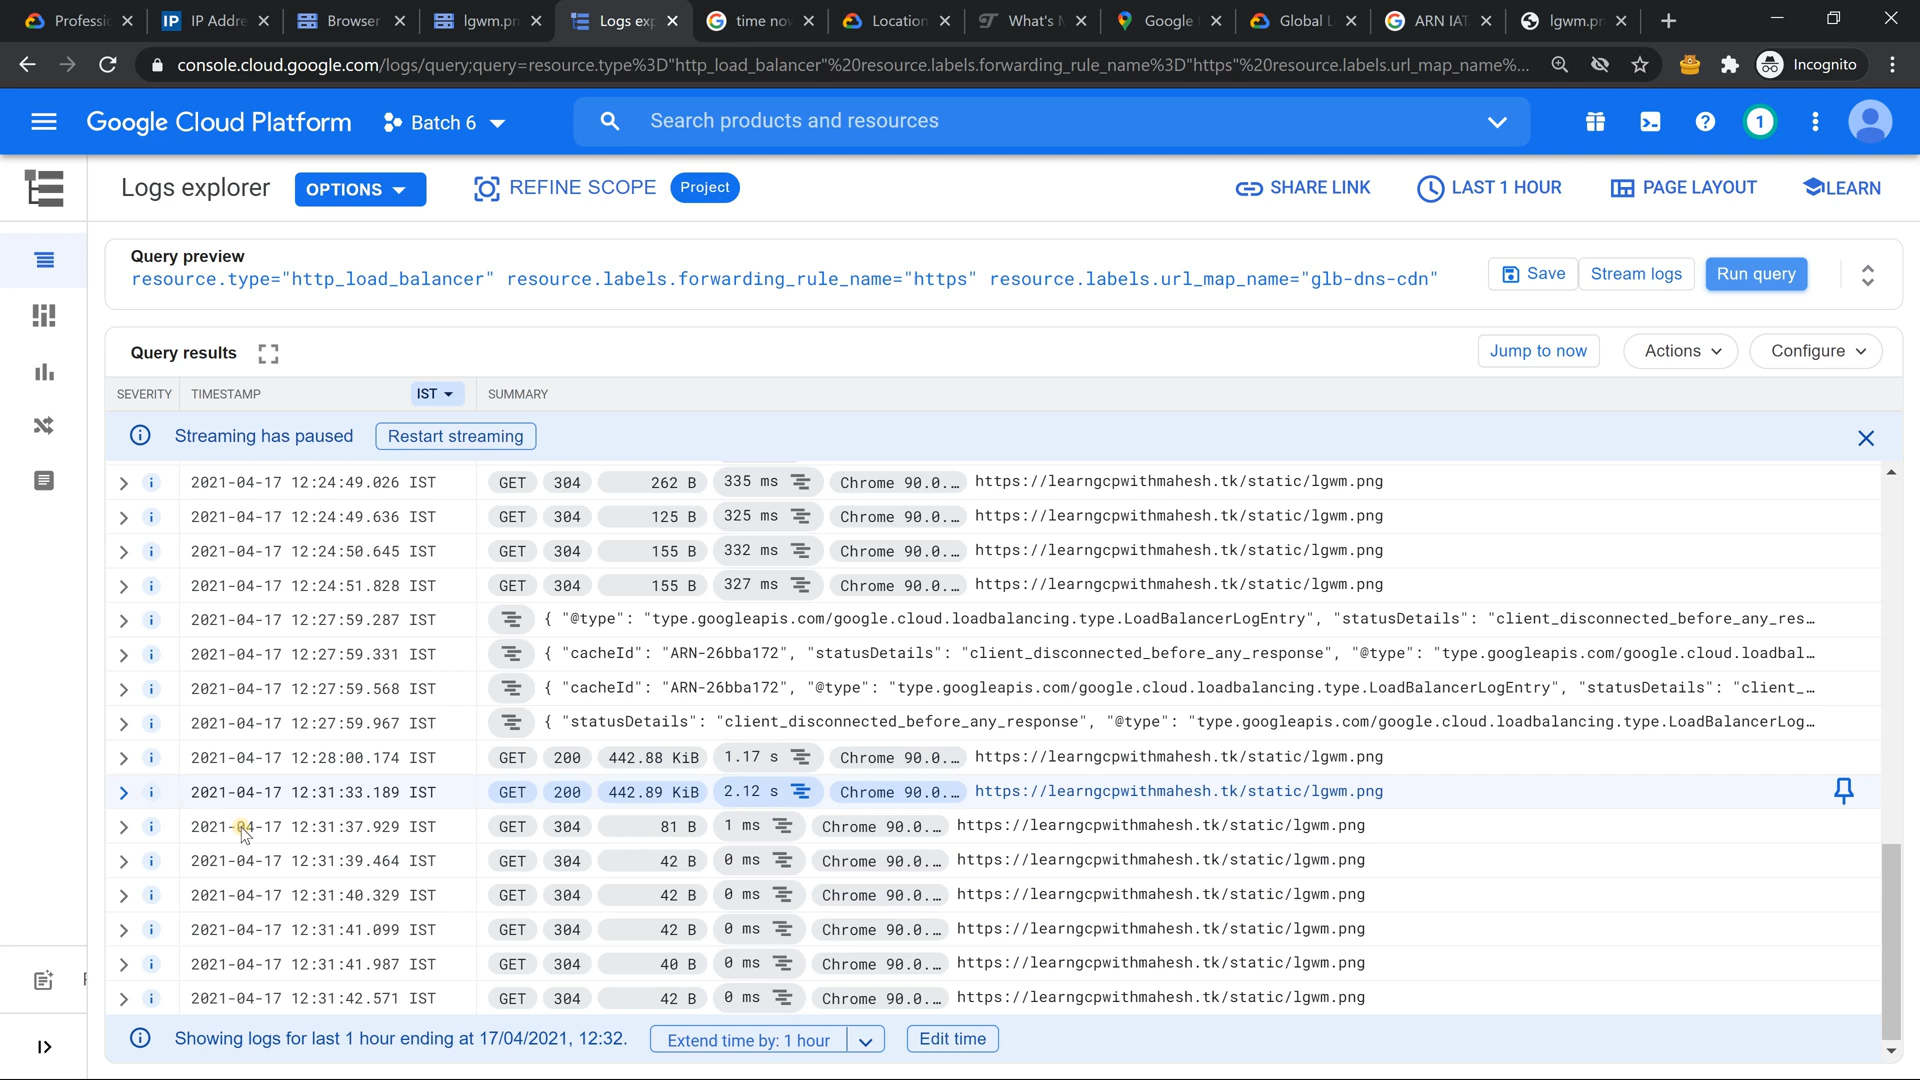 Professio IP Addre Browser lgwm.pn Logs exp time now Location What's M Google Global L ARN IAT lgwm.pn
console.cloud.google.com/logs/query;query=resource.type%3D"http_load_balancer"%20resource.labels.forwarding_rule_name%3D"https"%20resource.labels.url_map_name%... Incognito
Google Cloud Platform Batch 6 Search products and resources 1
Logs explorer OPTIONS REFINE SCOPE Project SHARE LINK LAST 1 HOUR PAGE LAYOUT LEARN
Query preview
resource.type="http_load_balancer" resource.labels.forwarding_rule_name="https" resource.labels.url_map_name="glb-dns-cdn" Save Stream logs Run query
Query results Jump to now Actions Configure
SEVERITY TIMESTAMP IST SUMMARY
Streaming has paused Restart streaming
2021-04-17 12:24:49.026 IST GET 304 262 B 335 ms Chrome 90.0.… https://learngcpwithmahesh.tk/static/lgwm.png
2021-04-17 12:24:49.636 IST GET 304 125 B 325 ms Chrome 90.0.… https://learngcpwithmahesh.tk/static/lgwm.png
2021-04-17 12:24:50.645 IST GET 304 155 B 332 ms Chrome 90.0.… https://learngcpwithmahesh.tk/static/lgwm.png
2021-04-17 12:24:51.828 IST GET 304 155 B 327 ms Chrome 90.0.… https://learngcpwithmahesh.tk/static/lgwm.png
2021-04-17 12:27:59.287 IST { "@type": "type.googleapis.com/google.cloud.loadbalancing.type.LoadBalancerLogEntry", "statusDetails": "client_disconnected_before_any_res…
2021-04-17 12:27:59.331 IST { "cacheId": "ARN-26bba172", "statusDetails": "client_disconnected_before_any_response", "@type": "type.googleapis.com/google.cloud.loadbal…
2021-04-17 12:27:59.568 IST { "cacheId": "ARN-26bba172", "@type": "type.googleapis.com/google.cloud.loadbalancing.type.LoadBalancerLogEntry", "statusDetails": "client_…
2021-04-17 12:27:59.967 IST { "statusDetails": "client_disconnected_before_any_response", "@type": "type.googleapis.com/google.cloud.loadbalancing.type.LoadBalancerLog…
2021-04-17 12:28:00.174 IST GET 200 442.88 KiB 1.17 s Chrome 90.0.… https://learngcpwithmahesh.tk/static/lgwm.png
2021-04-17 12:31:33.189 IST GET 200 442.89 KiB 2.12 s Chrome 90.0.… https://learngcpwithmahesh.tk/static/lgwm.png
2021-04-17 12:31:37.929 IST GET 304 81 B 1 ms Chrome 90.0.… https://learngcpwithmahesh.tk/static/lgwm.png
2021-04-17 12:31:39.464 IST GET 304 42 B 0 ms Chrome 90.0.… https://learngcpwithmahesh.tk/static/lgwm.png
2021-04-17 12:31:40.329 IST GET 304 42 B 0 ms Chrome 90.0.… https://learngcpwithmahesh.tk/static/lgwm.png
2021-04-17 12:31:41.099 IST GET 304 42 B 0 ms Chrome 90.0.… https://learngcpwithmahesh.tk/static/lgwm.png
2021-04-17 12:31:41.987 IST GET 304 40 B 0 ms Chrome 90.0.… https://learngcpwithmahesh.tk/static/lgwm.png
2021-04-17 12:31:42.571 IST GET 304 42 B 0 ms Chrome 90.0.… https://learngcpwithmahesh.tk/static/lgwm.png
Showing logs for last 1 hour ending at 17/04/2021, 12:32. Extend time by: 1 hour Edit time